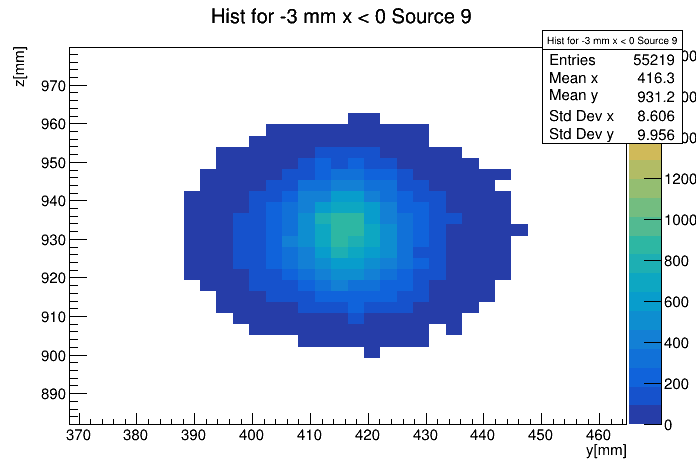 Hist for -3 mm x < 0 Source 9
z[mm]
Hist for -3 mm x < 0 Source 9
Entries 55219
Mean x 416.3
Mean y 931.2
Std Dev x 8.606
Std Dev y 9.956
970
960
950
940
930
920
910
900
890
1200
1000
800
600
400
200
0
370 380 390 400 410 420 430 440 450 460
y[mm]